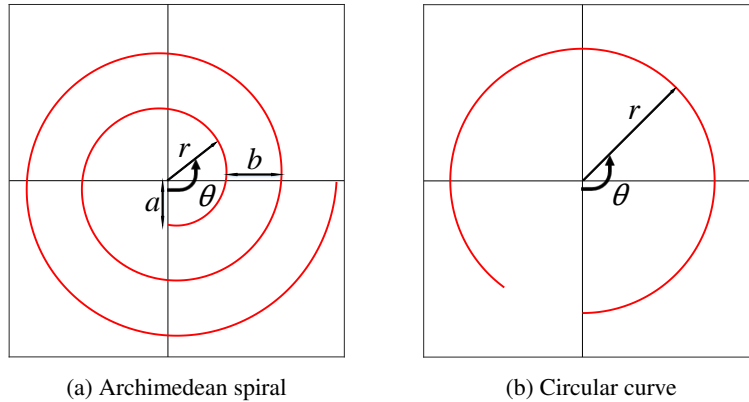 r
b
a
θ
(a) Archimedean spiral
r
θ
(b) Circular curve